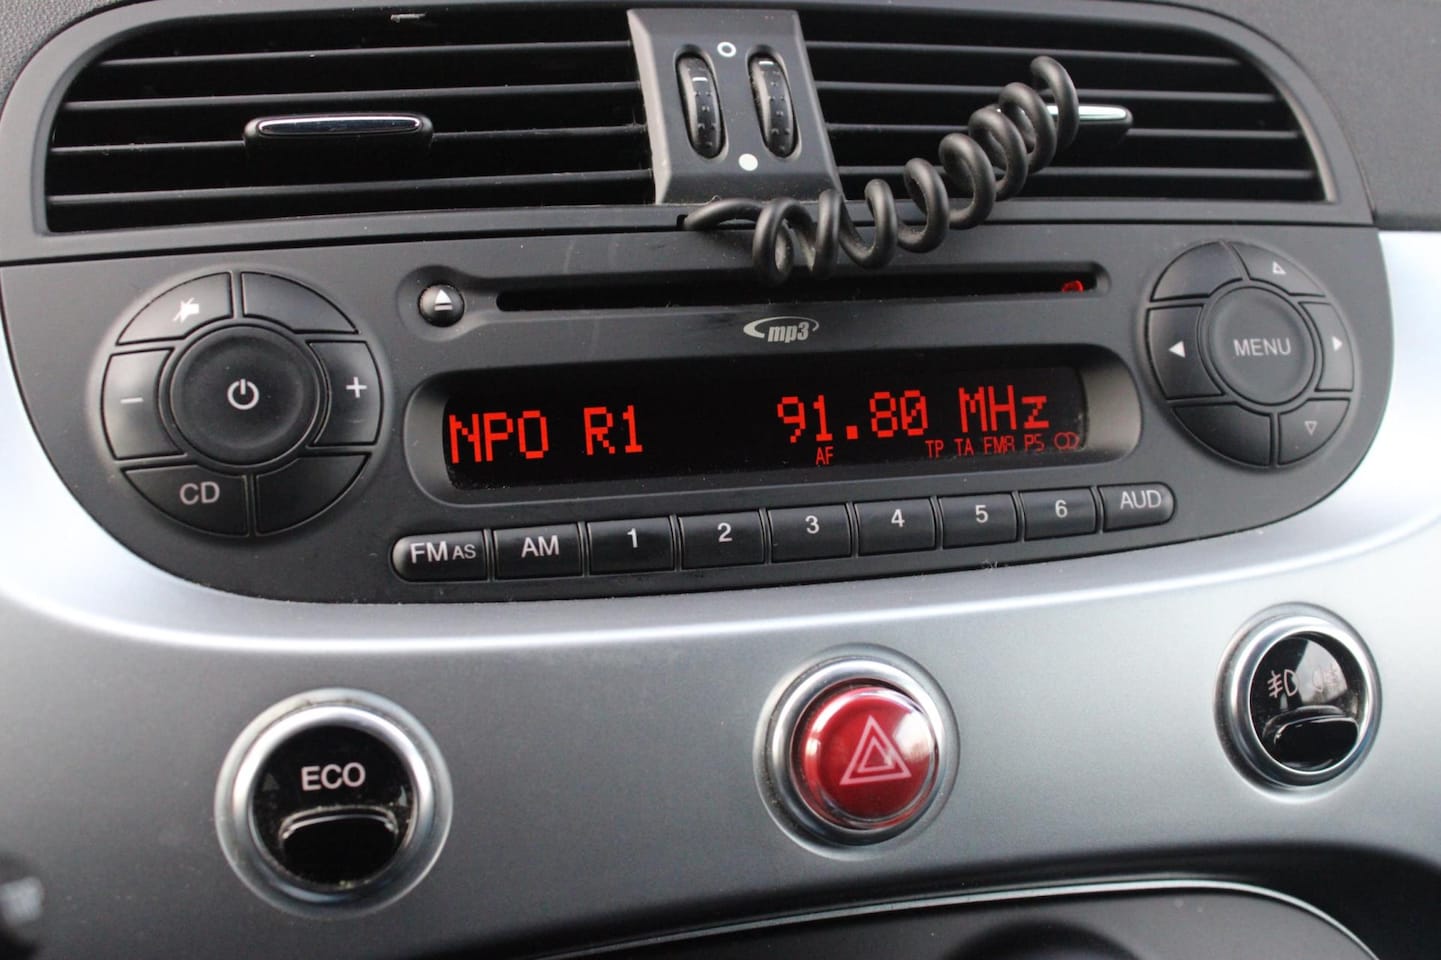 mp3
MENU
NPO R1 91.80 MHz
AF TP TA FMR PS
CD
FM AS AM 1 2 3 4 5 6 AUD
ECO